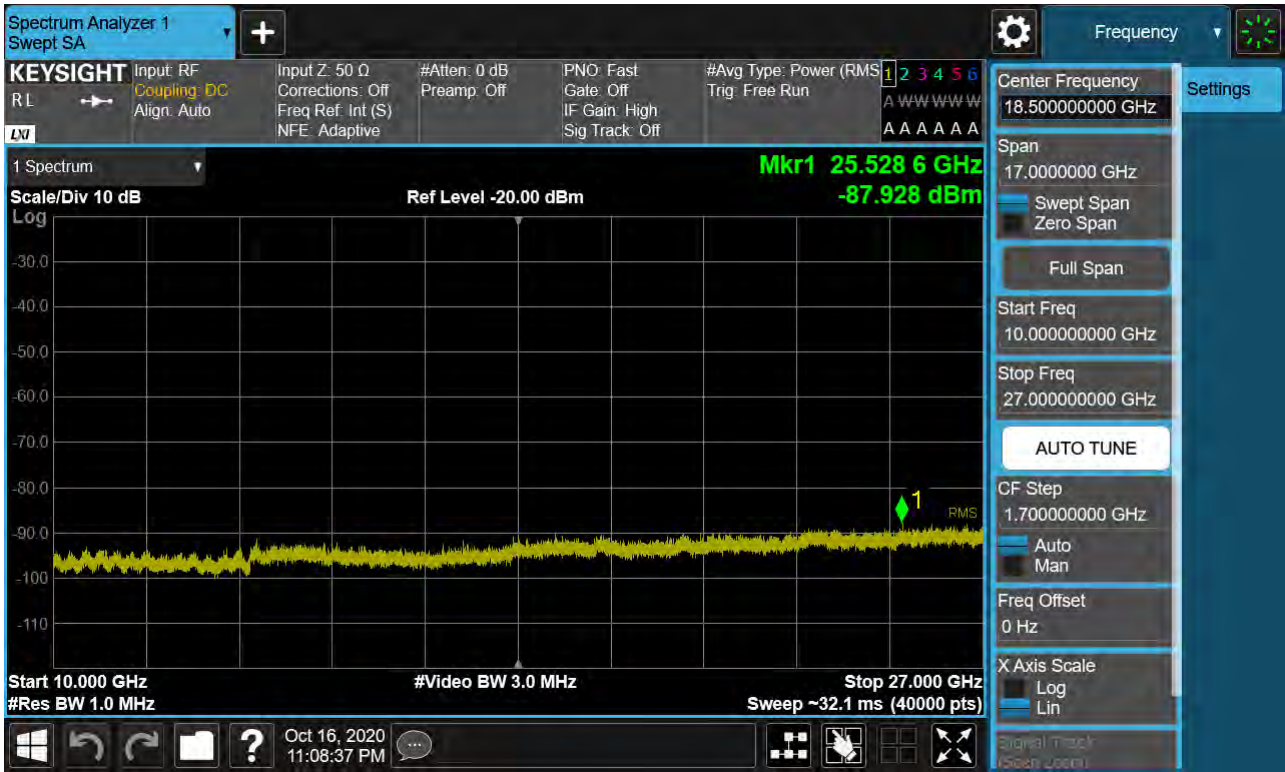 Spectrum Analyzer 1
Swept SA
+
Frequency
KEYSIGHT
RL
LXI
Input: RF
Coupling: DC
Align: Auto
Input Z: 50 Ω
Corrections: Off
Freq Ref: Int (S)
NFE: Adaptive
#Atten: 0 dB
Preamp: Off
PNO: Fast
Gate: Off
IF Gain: High
Sig Track: Off
#Avg Type: Power (RMS
Trig: Free Run
1 2 3 4 5 6
A W W W W W
A A A A A A
1 Spectrum
Scale/Div 10 dB
Log
Ref Level -20.00 dBm
Mkr1 25.528 6 GHz
-87.928 dBm
-30.0
-40.0
-50.0
-60.0
-70.0
-80.0
-90.0
-100
-110
1
RMS
Start 10.000 GHz
#Res BW 1.0 MHz
#Video BW 3.0 MHz
Stop 27.000 GHz
Sweep ~32.1 ms (40000 pts)
Center Frequency
18.500000000 GHz
Span
17.0000000 GHz
Swept Span
Zero Span
Full Span
Start Freq
10.000000000 GHz
Stop Freq
27.000000000 GHz
AUTO TUNE
CF Step
1.700000000 GHz
Auto
Man
Freq Offset
0 Hz
X Axis Scale
Log
Lin
Signal Track
(Span Zoom)
Settings
?
Oct 16, 2020
11:08:37 PM